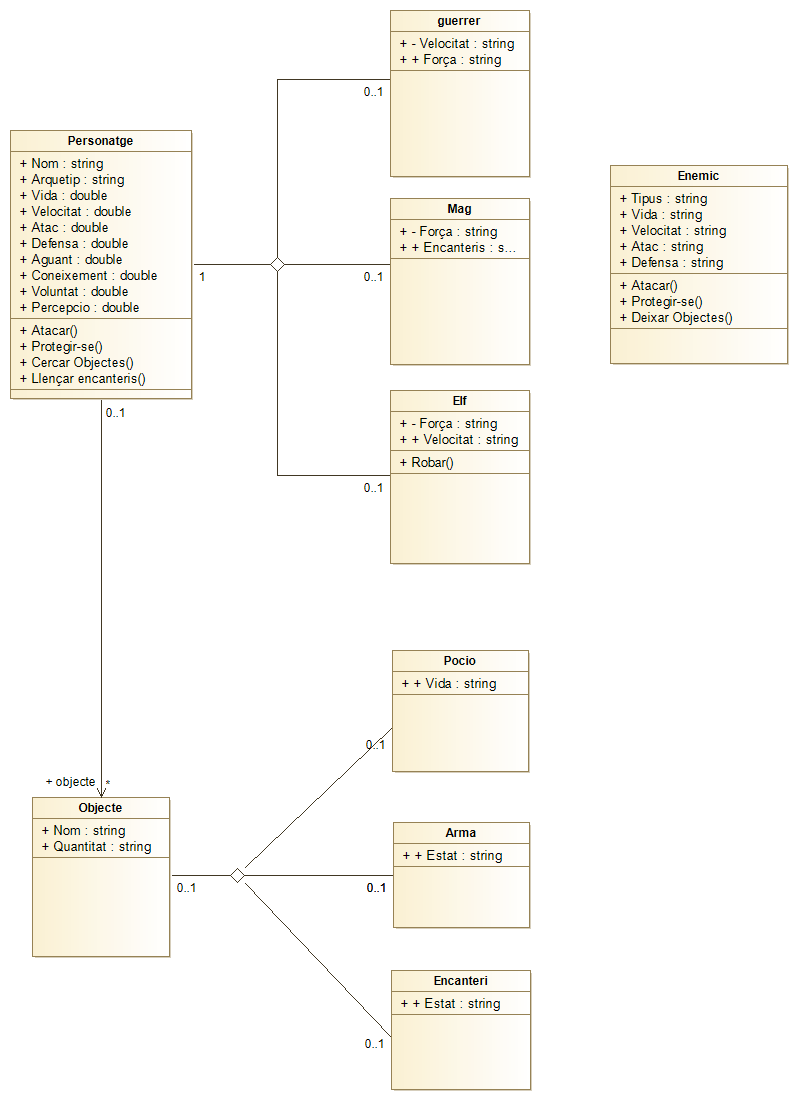 guerrer
+ - Velocitat : string
+ + Força : string
0..1
Personatge
+ Nom : string
+ Arquetip : string
+ Vida : double
+ Velocitat : double
+ Atac : double
+ Defensa : double
+ Aguant : double
+ Coneixement : double
+ Voluntat : double
+ Percepcio : double
+ Atacar()
+ Protegir-se()
+ Cercar Objectes()
+ Llençar encanteris()
1
0..1
Mag
+ - Força : string
+ + Encanteris : s...
0..1
Enemic
+ Tipus : string
+ Vida : string
+ Velocitat : string
+ Atac : string
+ Defensa : string
+ Atacar()
+ Protegir-se()
+ Deixar Objectes()
Elf
+ - Força : string
+ + Velocitat : string
+ Robar()
0..1
Pocio
+ + Vida : string
0..1
+ objecte *
Objecte
+ Nom : string
+ Quantitat : string
0..1
Arma
+ + Estat : string
0..1
Encanteri
+ + Estat : string
0..1